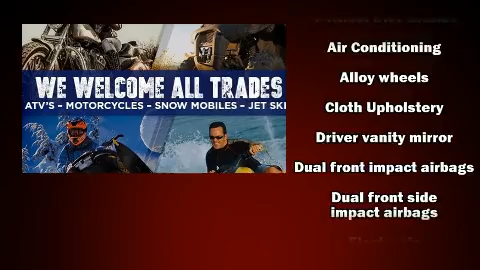 WE WELCOME ALL TRADES
ATV'S - MOTORCYCLES - SNOW MOBILES - JET SKI
Air Conditioning
Alloy wheels
Cloth Upholstery
Driver vanity mirror
Dual front impact airbags
Dual front side
impact airbags